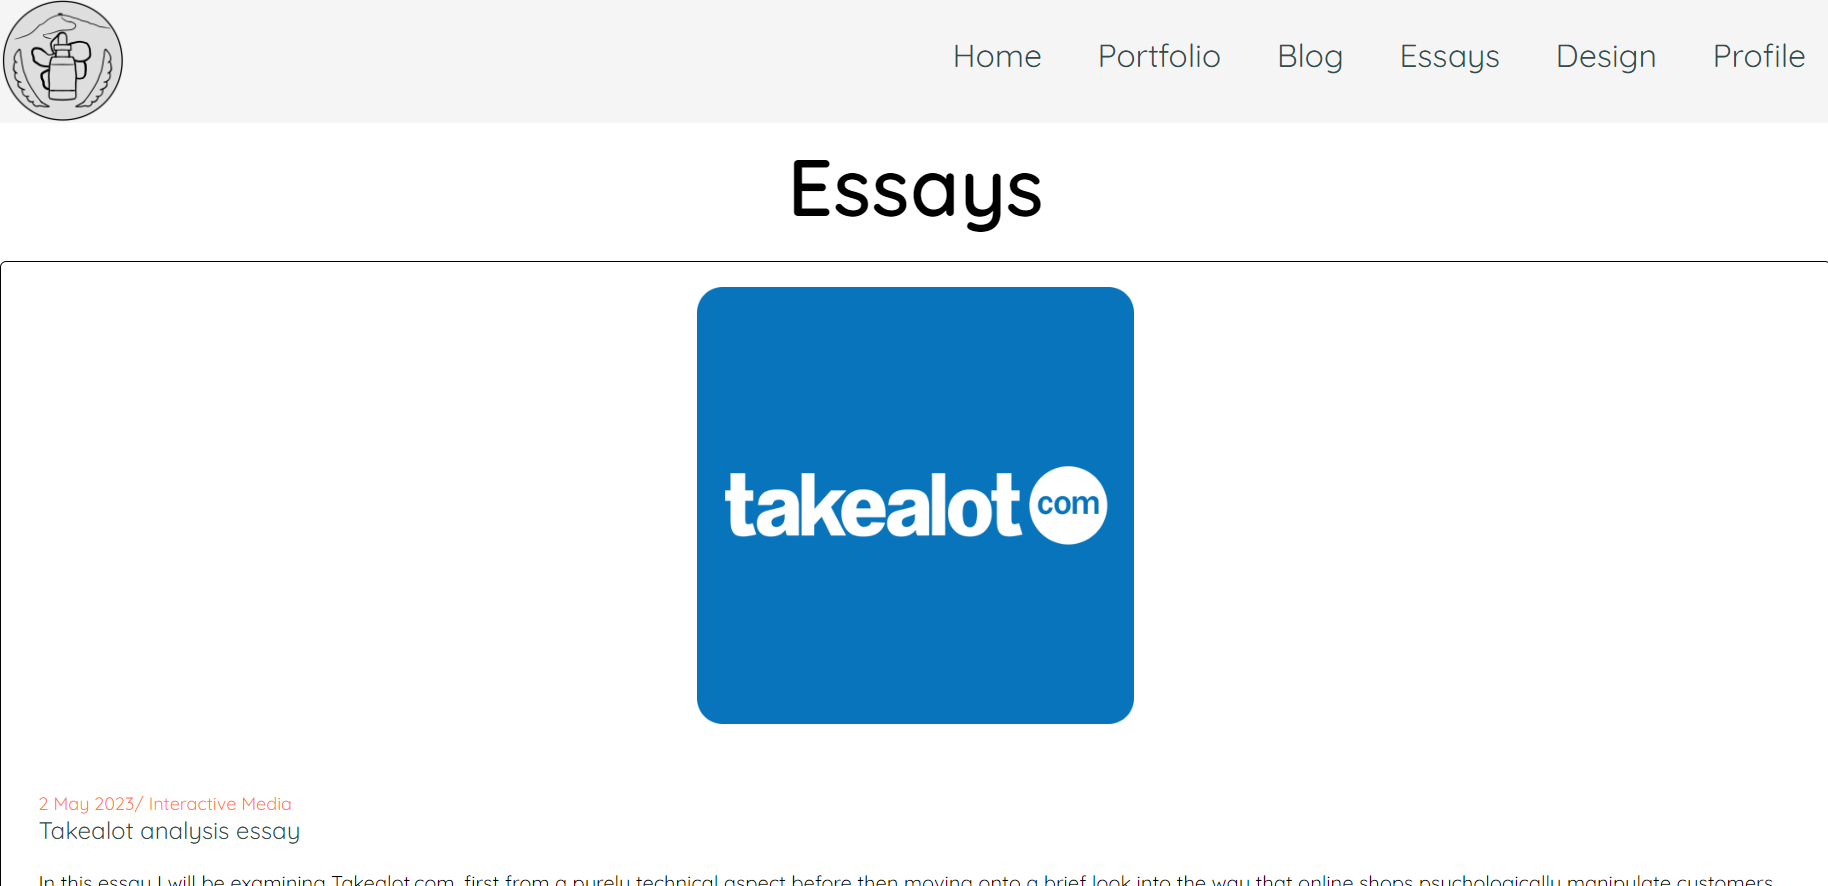 Home Portfolio Blog Essays Design Profile
Essays
takealot com
2 May 2023/ Interactive Media
Takealot analysis essay
In this essay I will be examining Takealot.com, first from a purely technical aspect before then moving onto a brief look into the way that online shops psychologically manipulate customers